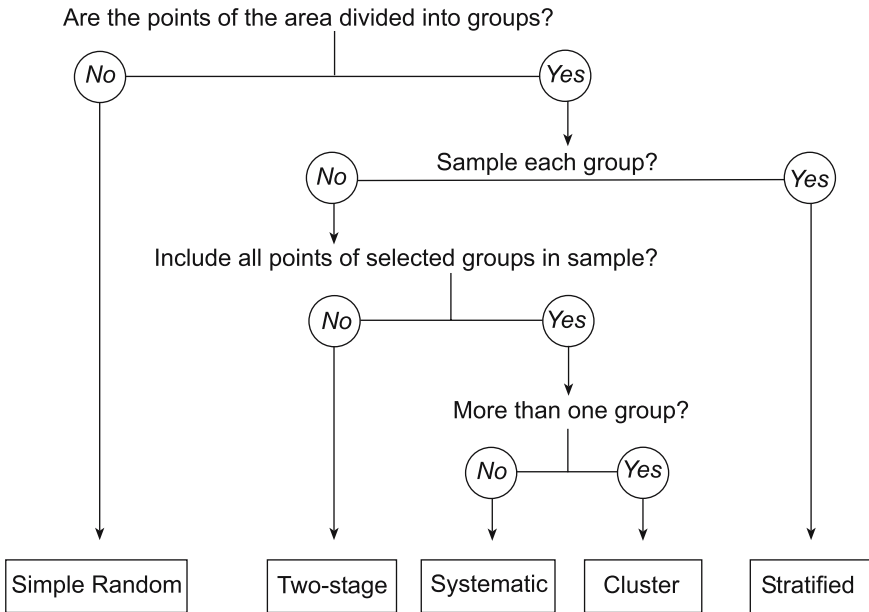 Are the points of the area divided into groups?
No
Yes
Sample each group?
No
Yes
Include all points of selected groups in sample?
No
Yes
More than one group?
No
Yes
Simple Random
Two-stage
Systematic
Cluster
Stratified